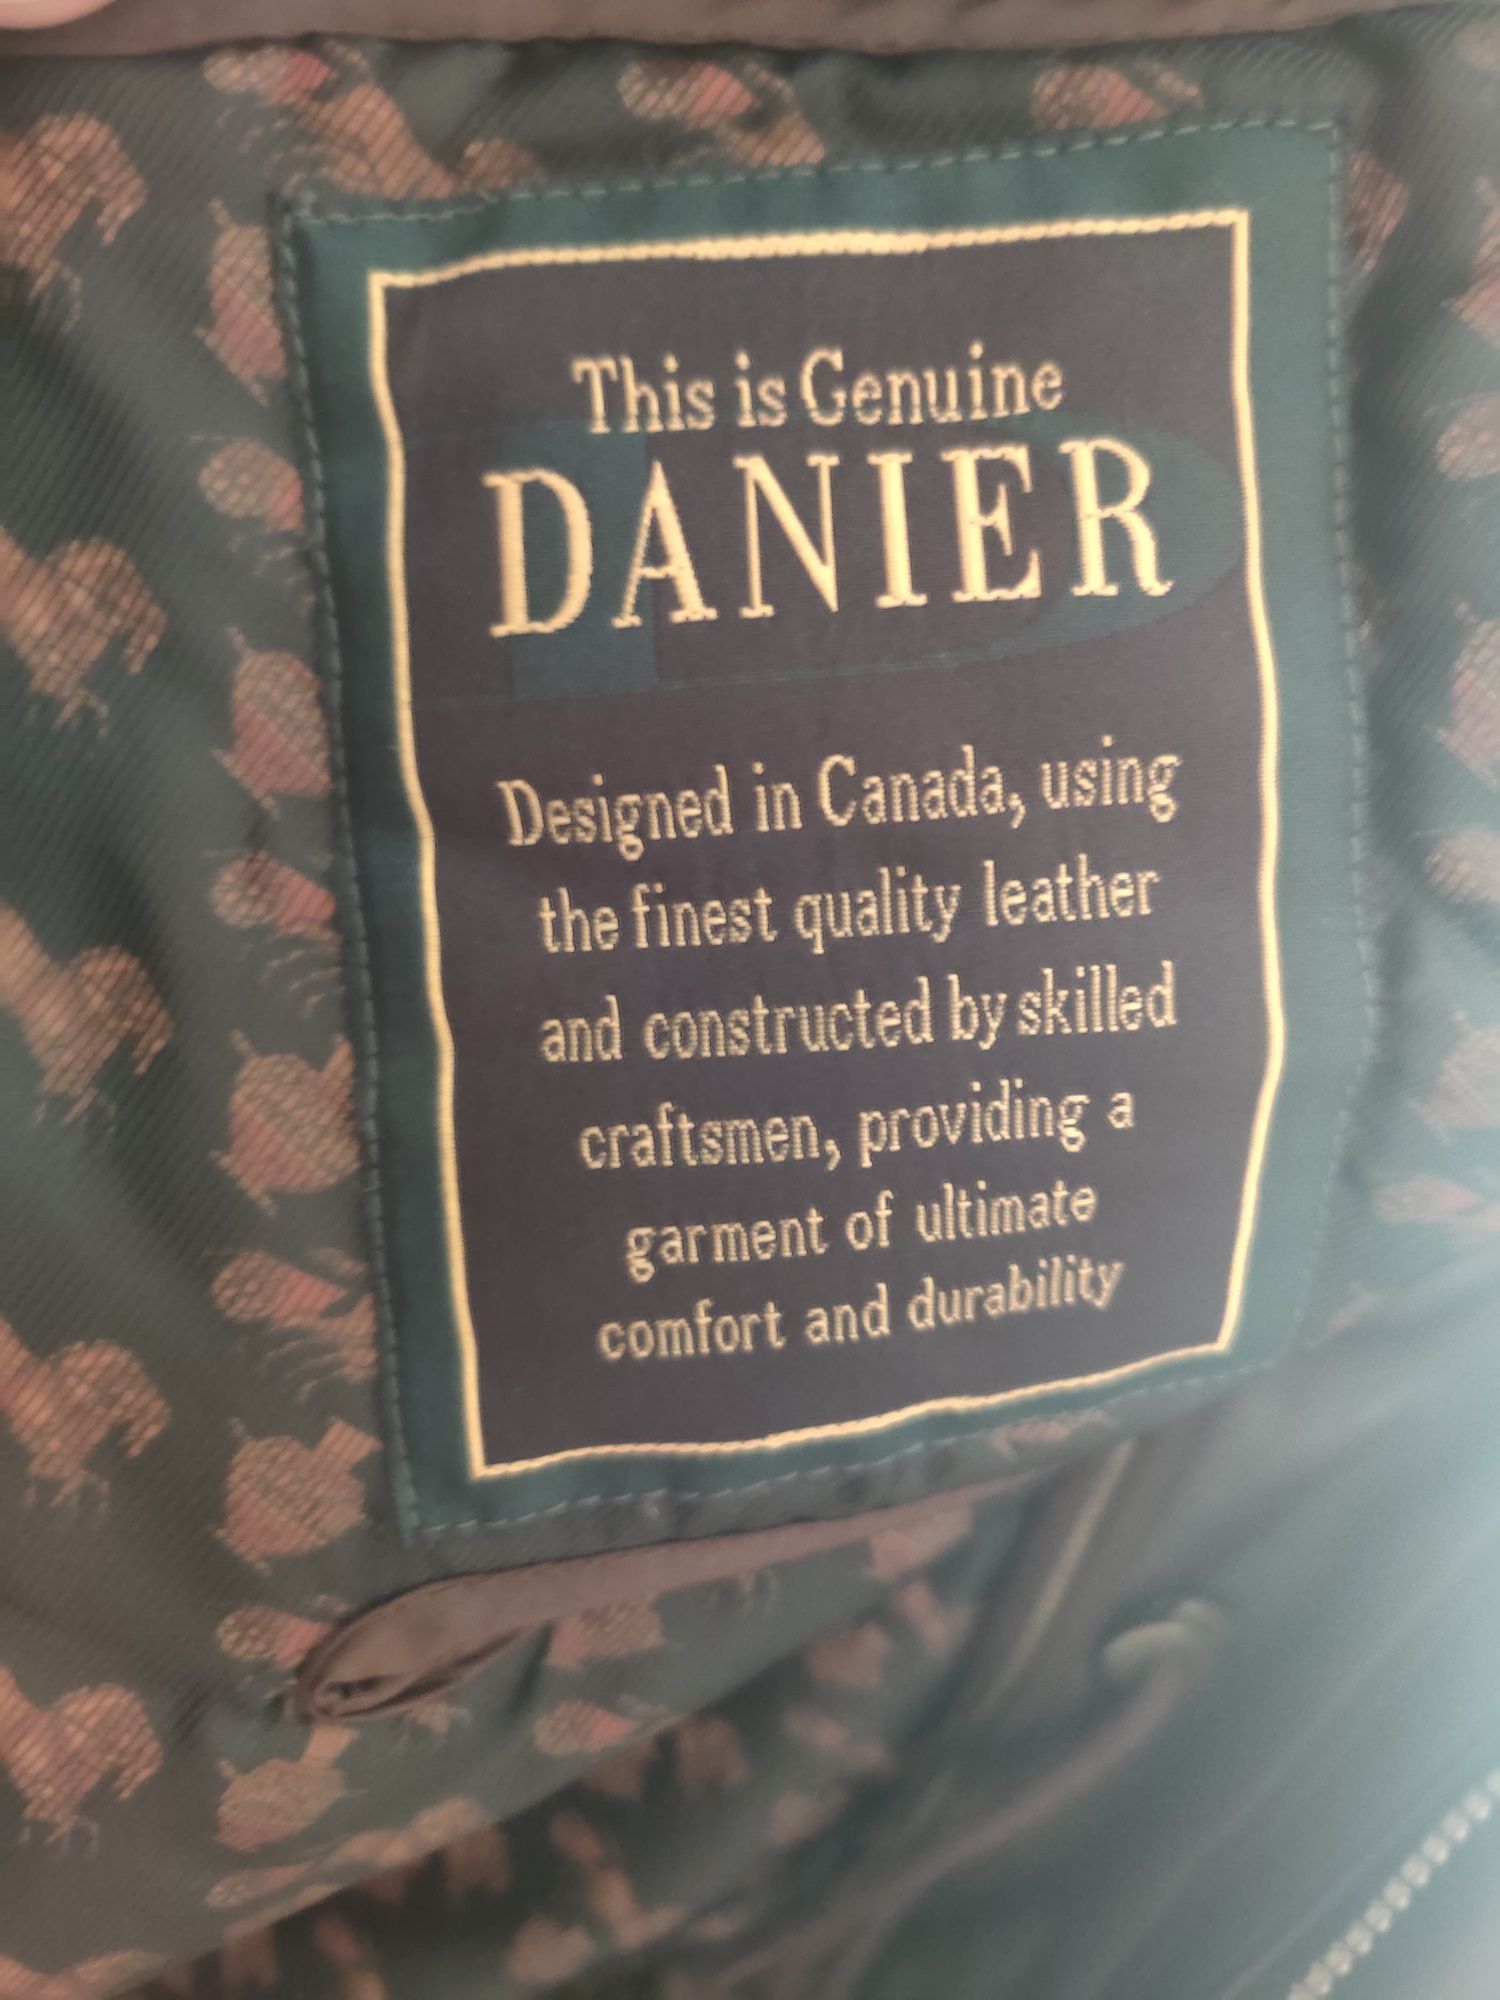 This is Genuine
DANIER
Designed in Canada, using
the finest quality leather
and constructed by skilled
craftsmen, providing a
garment of ultimate
comfort and durability